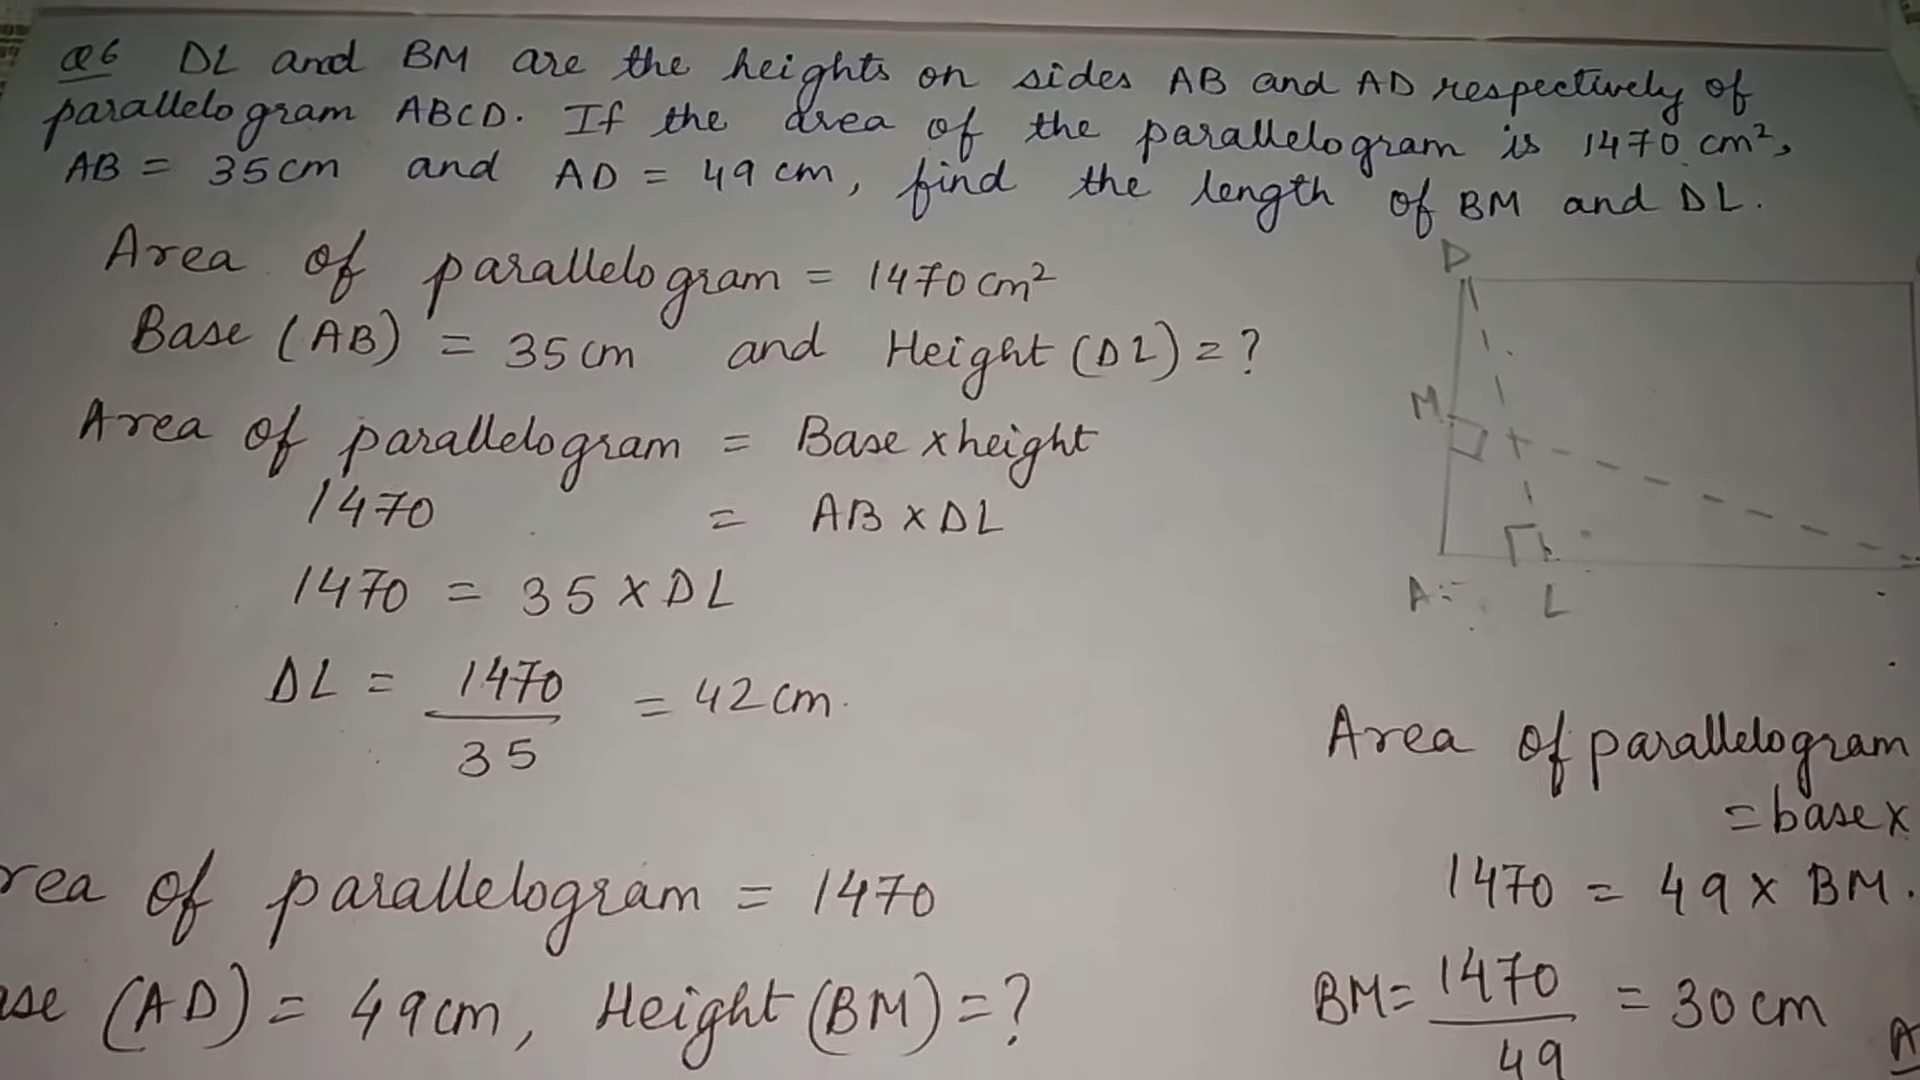 Q6 DL and BM are the heights on sides AB and AD respectively of
parallelogram ABCD. If the area of the parallelogram is 1470 cm²,
AB = 35cm and AD = 49 cm, find the length of BM and DL.
Area of parallelogram = 1470 cm²
Base (AB) = 35 cm and Height (DL) = ?
Area of parallelogram = Base × height
1470 = AB × DL
1470 = 35 × DL
DL = 1470/35 = 42 cm.
D
M
A L
Area of parallelogram
= base ×
1470 = 49 × BM.
BM = 1470/49 = 30 cm
rea of parallelogram = 1470
ase (AD) = 49cm, Height (BM) = ?